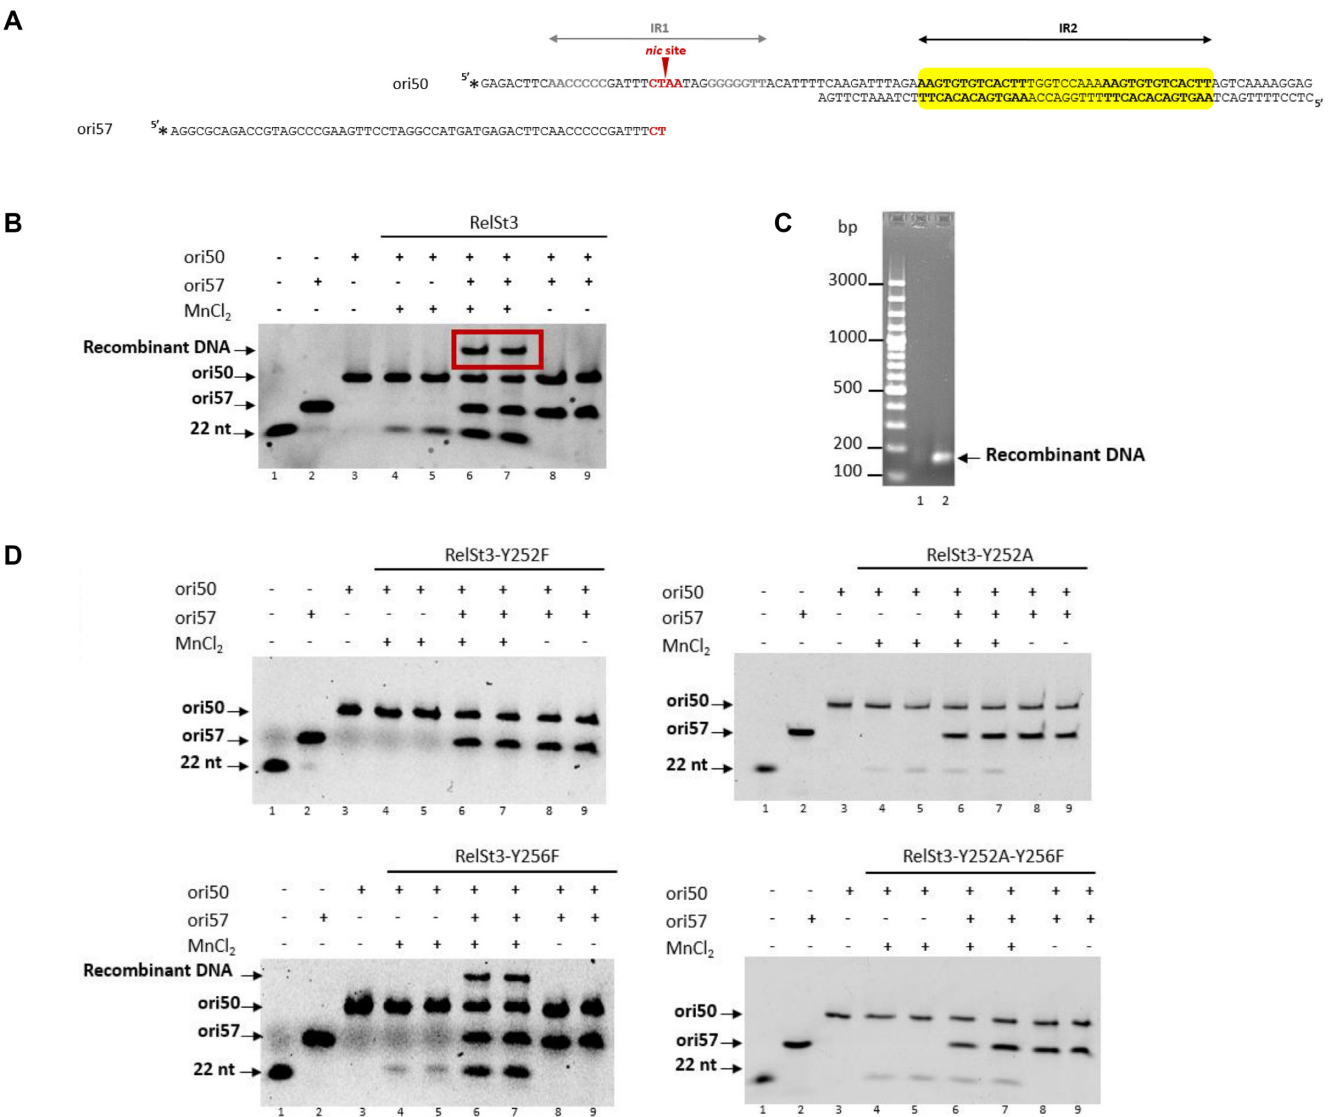 A
IR1
IR2
nic site
ori50
5' *GAGACTTCAACCCCCGATTTCTAATAGGGGGGTTACATTTTCAAGATTTAGAAAGTGTGTCACTTTGGTCCAAAAAAGTGTGTCACTTAGTCAAAAGGAG
AGTTCTAAATCTTTCACACAGTGAAACCAGGTTTTTTCACACAGTGAATCAGTTTTCCTC 5'
ori57
5' *AGGCGCAGACCGTAGCCCGAAGTTCCTAGGCCATGATGAGACTTCAACCCCCGATTTCT
B
RelSt3
ori50 - - + + + + + + +
ori57 - + - - - + + + +
MnCl2 - - - + + + + - -
Recombinant DNA
ori50
ori57
22 nt
1 2 3 4 5 6 7 8 9
C
bp
3000
1000
500
200
100
Recombinant DNA
1 2
D
RelSt3-Y252F
ori50 - - + + + + + + +
ori57 - + - - - + + + +
MnCl2 - - - + + + + - -
ori50
ori57
22 nt
1 2 3 4 5 6 7 8 9
RelSt3-Y252A
ori50 - - + + + + + + +
ori57 - + - - - + + + +
MnCl2 - - - + + + + - -
ori50
ori57
22 nt
1 2 3 4 5 6 7 8 9
RelSt3-Y256F
ori50 - - + + + + + + +
ori57 - + - - - + + + +
MnCl2 - - - + + + + - -
Recombinant DNA
ori50
ori57
22 nt
1 2 3 4 5 6 7 8 9
RelSt3-Y252A-Y256F
ori50 - - + + + + + + +
ori57 - + - - - + + + +
MnCl2 - - - + + + + - -
ori50
ori57
22 nt
1 2 3 4 5 6 7 8 9